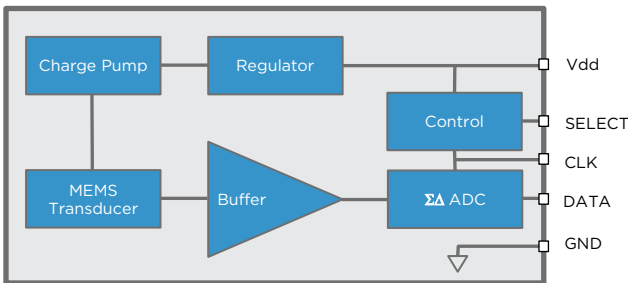 Charge Pump
Regulator
Vdd
Control
SELECT
CLK
MEMS
Transducer
Buffer
ΣΔ ADC
DATA
GND